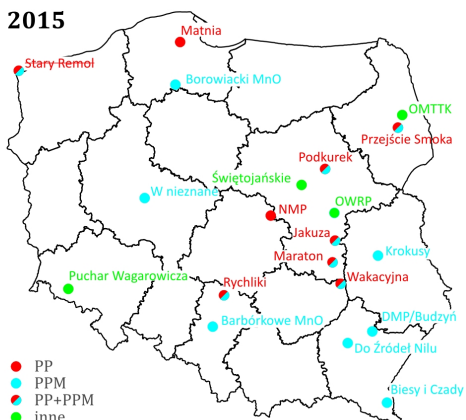 2015
Matnia
Stary Remol
Borowiacki MnO
OMTTK
Przejście Smoka
Podkurek
Świętojańskie
W nieznane
NMP
OWRP
Jakuza
Krokusy
Maraton
Puchar Wagarowicza
Rychliki
Wakacyjna
Barbórkowe MnO
DMP/Budzyń
Do Źródeł Nilu
PP
PPM
Biesy i Czady
PP+PPM
inne